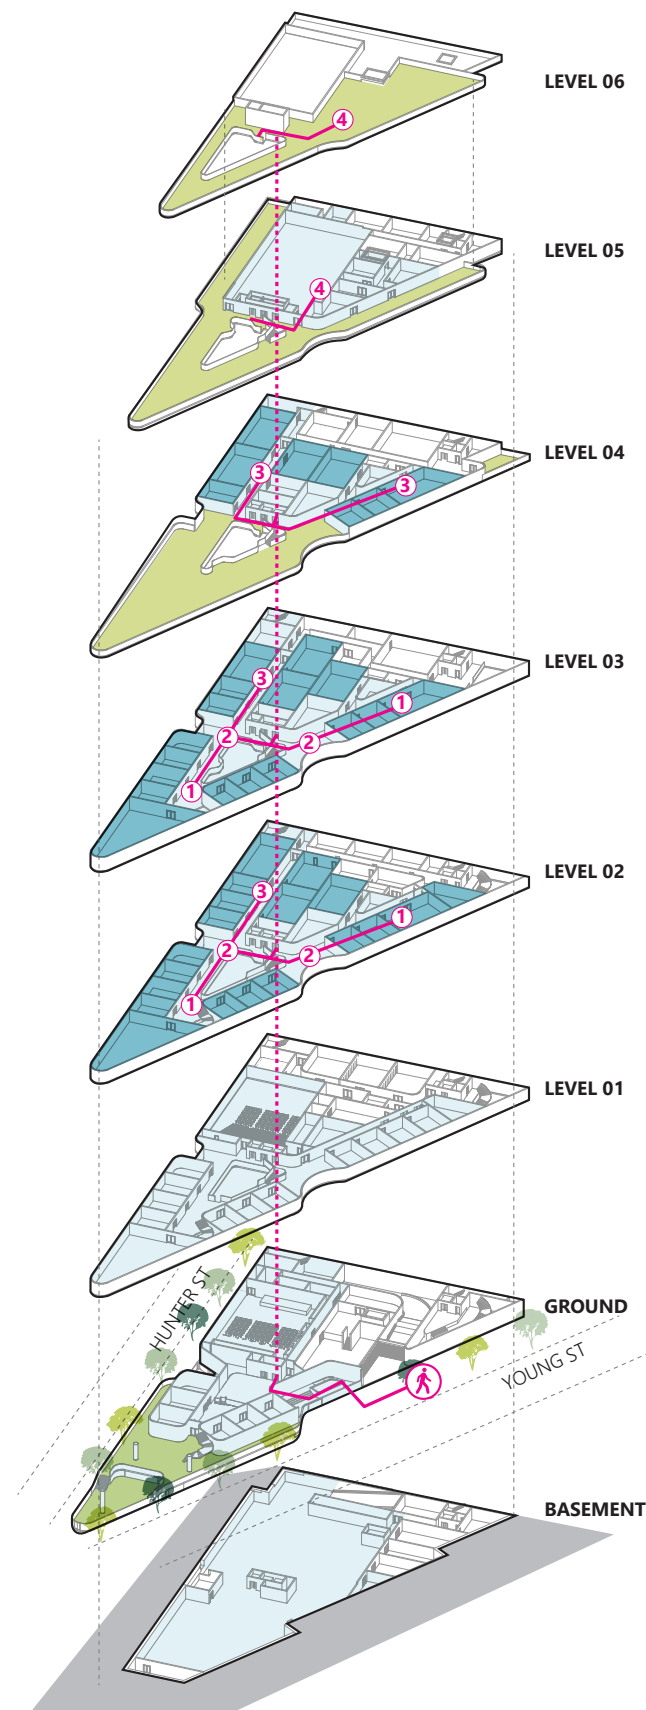 LEVEL 06
4
LEVEL 05
4
LEVEL 04
3
3
LEVEL 03
3
1
2
2
1
LEVEL 02
3
1
2
2
1
LEVEL 01
HUNTER ST
GROUND
YOUNG ST
BASEMENT